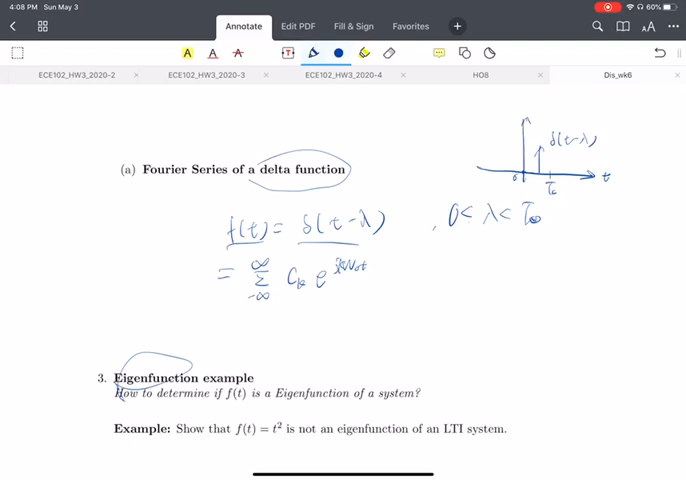 4:08 PM Sun May 3
60%
Annotate Edit PDF Fill & Sign Favorites
ECE102_HW3_2020-2 ECE102_HW3_2020-3 ECE102_HW3_2020-4 HO8 Dis_wk6
(a) Fourier Series of a delta function
δ(t-λ)
0 T₀ t
f(t) = δ(t-λ) , 0 < λ < T₀
= ∞ Σ -∞ Cₖ e^{jkω₀t}
3. Eigenfunction example
How to determine if f(t) is a Eigenfunction of a system?
Example: Show that f(t) = t² is not an eigenfunction of an LTI system.